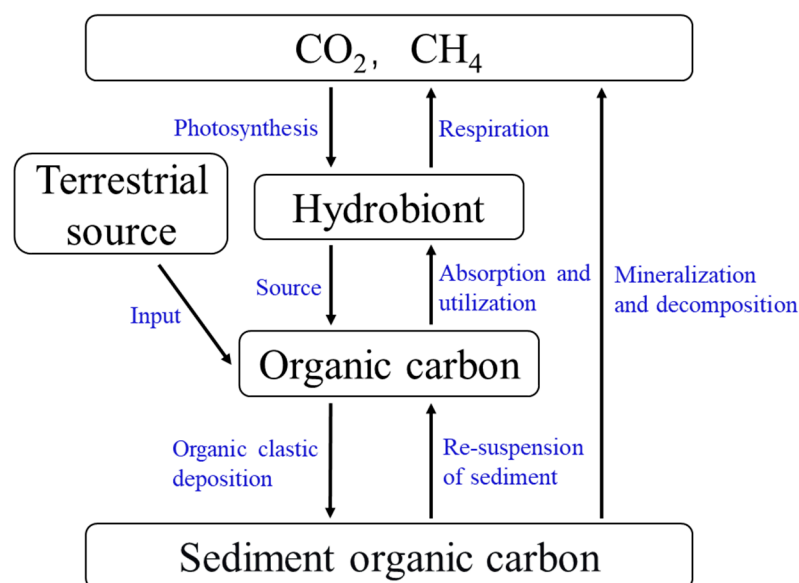 CO₂, CH₄
Photosynthesis
Respiration
Terrestrial
source
Hydrobiont
Source
Absorption and
utilization
Mineralization
and decomposition
Input
Organic carbon
Organic clastic
deposition
Re-suspension
of sediment
Sediment organic carbon